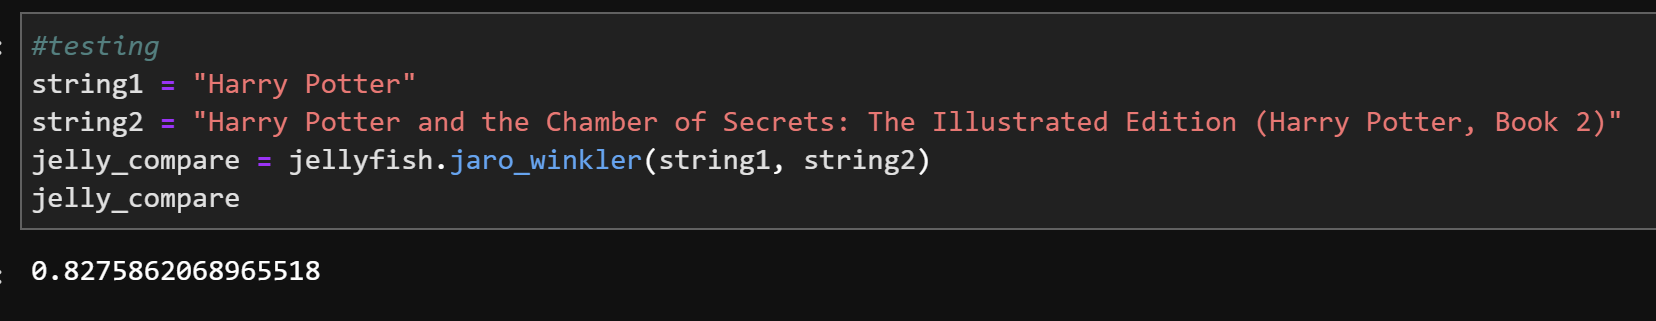 #testing
string1 = "Harry Potter"
string2 = "Harry Potter and the Chamber of Secrets: The Illustrated Edition (Harry Potter, Book 2)"
jelly_compare = jellyfish.jaro_winkler(string1, string2)
jelly_compare
0.8275862068965518